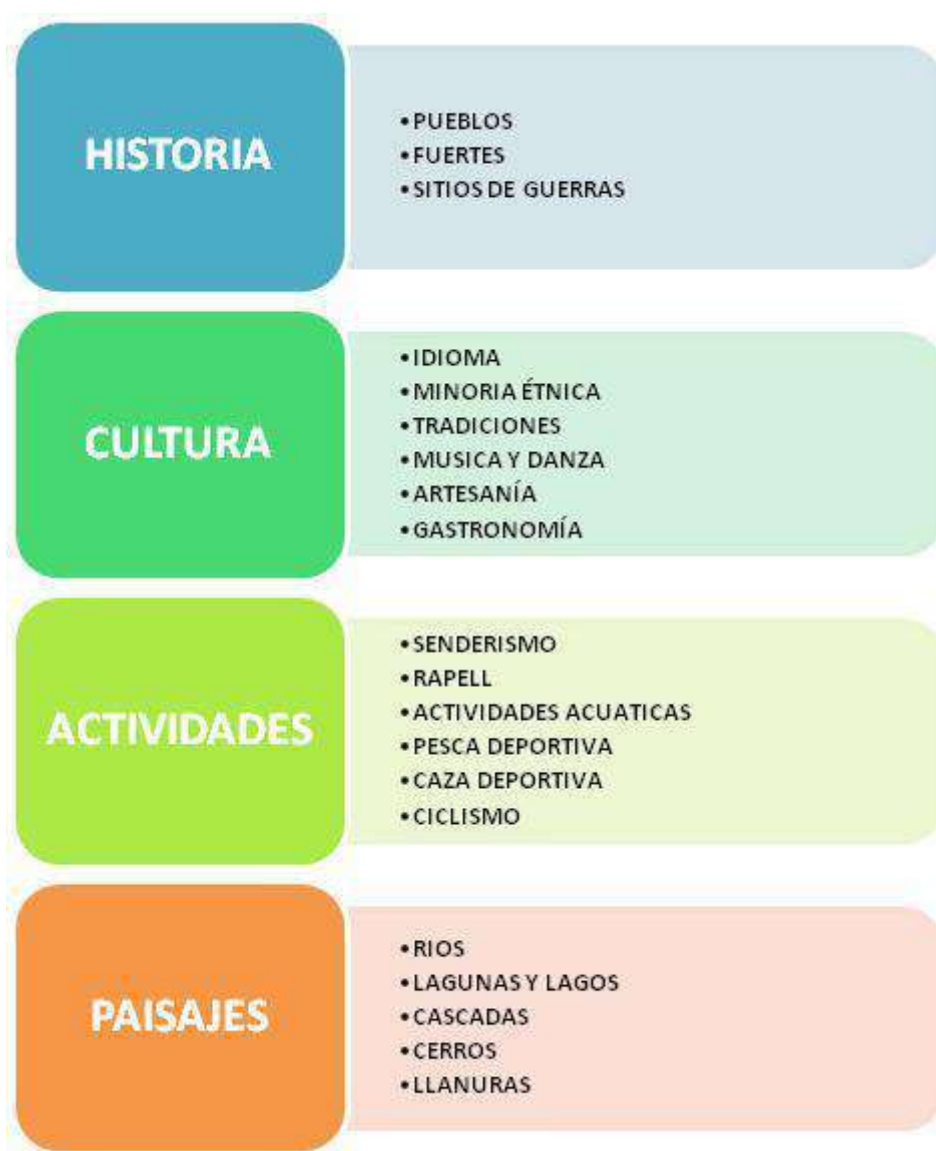 HISTORIA
•PUEBLOS
•FUERTES
•SITIOS DE GUERRAS
CULTURA
•IDIOMA
•MINORIA ÉTNICA
•TRADICIONES
•MUSICA Y DANZA
•ARTESANÍA
•GASTRONOMÍA
ACTIVIDADES
•SENDERISMO
•RAPELL
•ACTIVIDADES ACUATICAS
•PESCA DEPORTIVA
•CAZA DEPORTIVA
•CICLISMO
PAISAJES
•RIOS
•LAGUNAS Y LAGOS
•CASCADAS
•CERROS
•LLANURAS